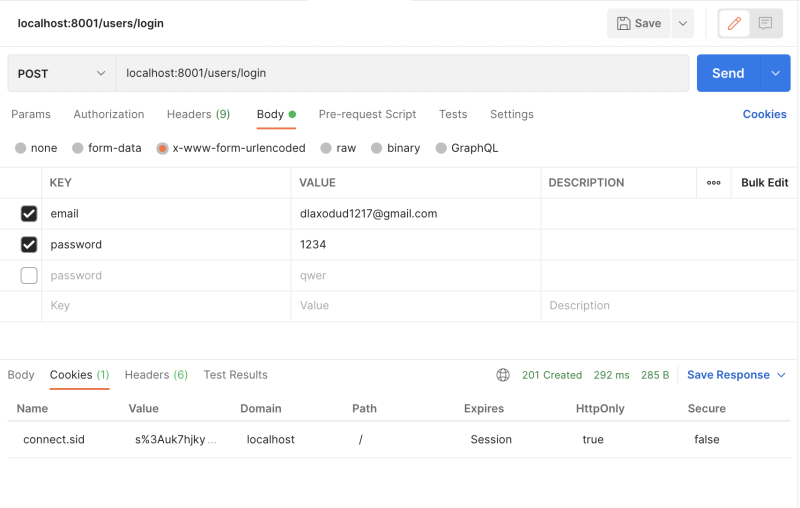 localhost:8001/users/login
Save
POST
localhost:8001/users/login
Send
Params Authorization Headers (9) Body Pre-request Script Tests Settings Cookies
none form-data x-www-form-urlencoded raw binary GraphQL
KEY VALUE DESCRIPTION ooo Bulk Edit
email dlaxodud1217@gmail.com
password 1234
password qwer
Key Value Description
Body Cookies (1) Headers (6) Test Results 201 Created 292 ms 285 B Save Response
Name Value Domain Path Expires HttpOnly Secure
connect.sid s%3Auk7hjky ... localhost / Session true false